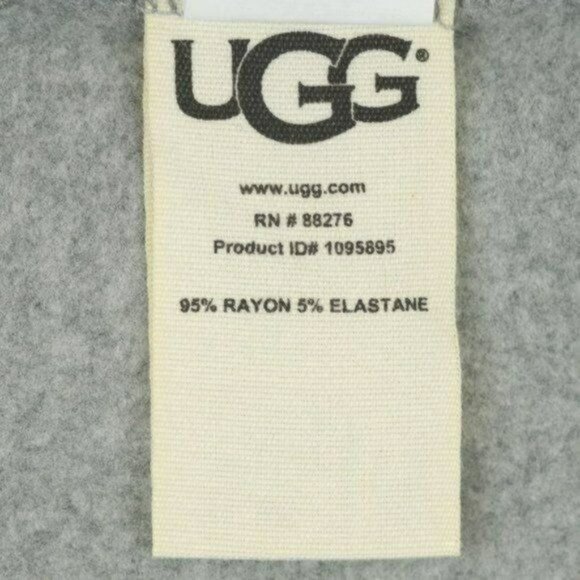 UGG®
www.ugg.com
RN # 88276
Product ID# 1095895
95% RAYON 5% ELASTANE